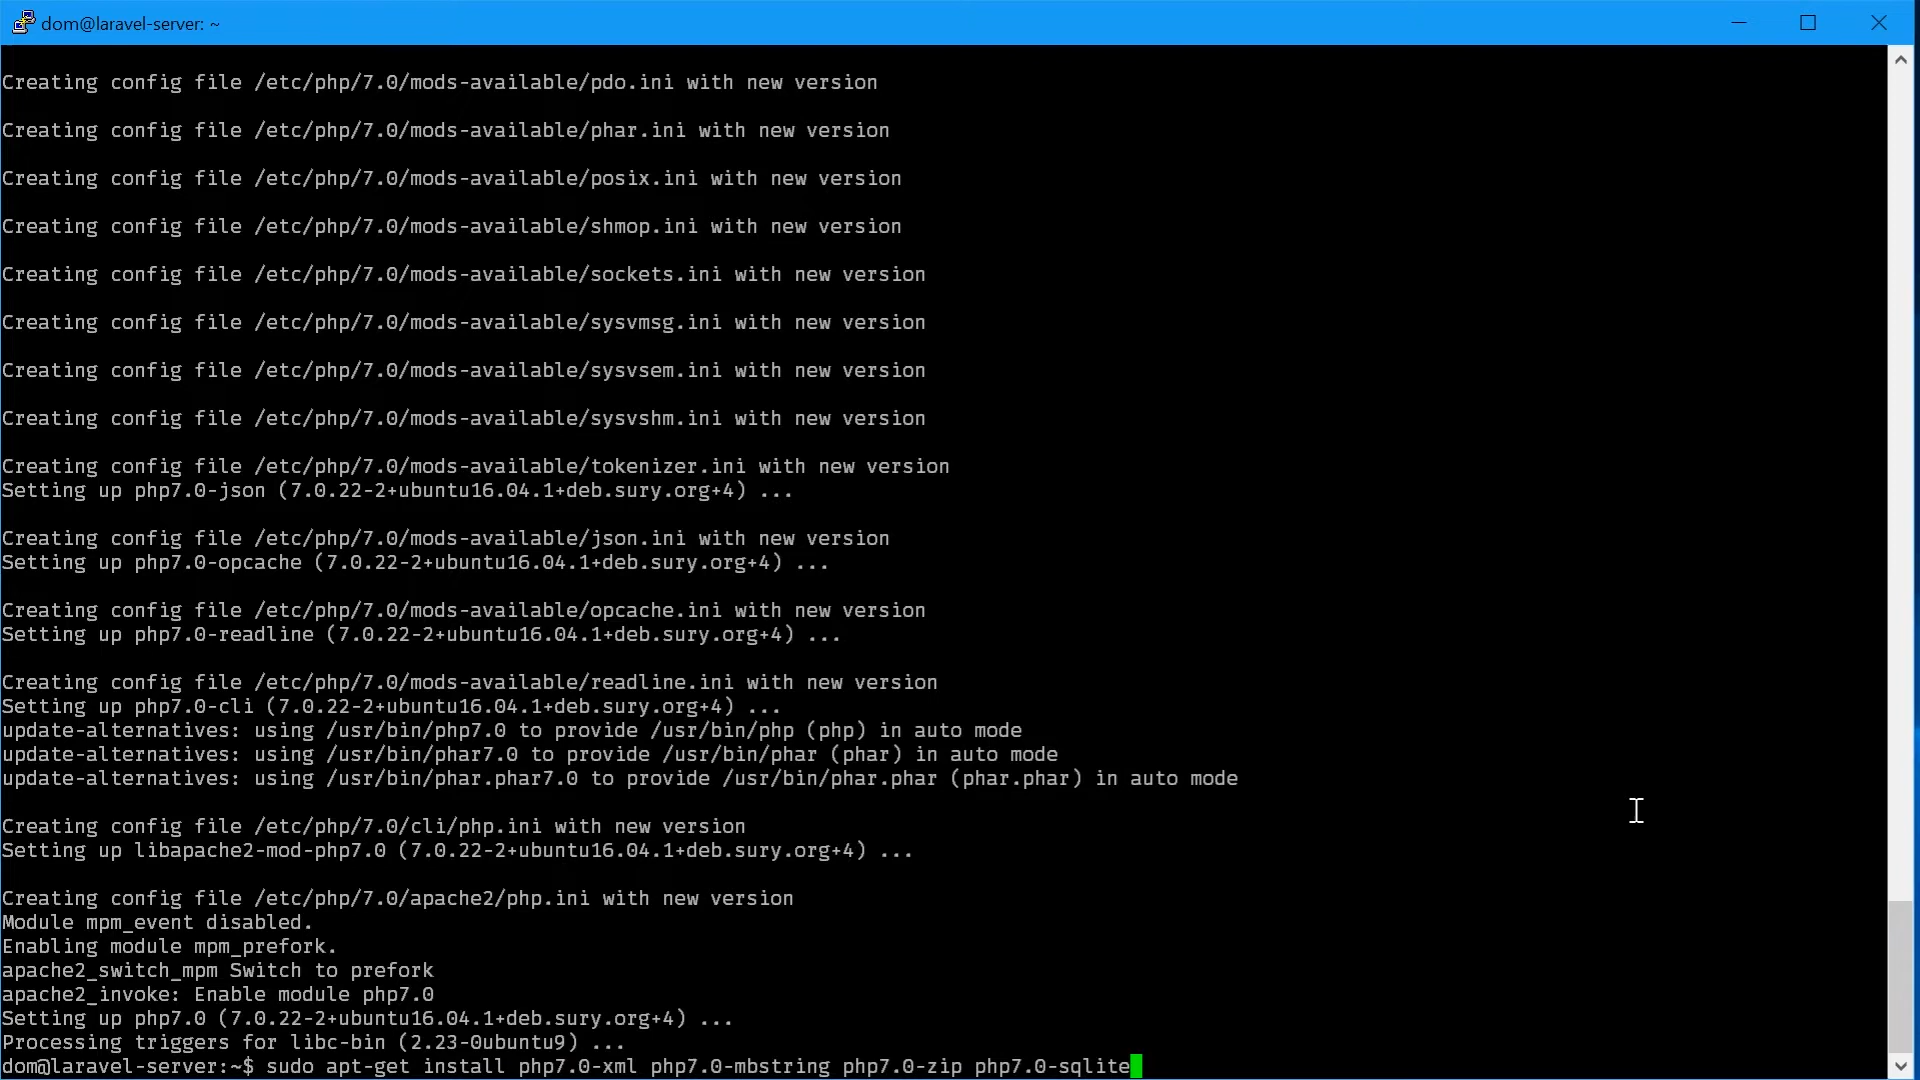 dom@laravel-server: ~
Creating config file /etc/php/7.0/mods-available/pdo.ini with new version
Creating config file /etc/php/7.0/mods-available/phar.ini with new version
Creating config file /etc/php/7.0/mods-available/posix.ini with new version
Creating config file /etc/php/7.0/mods-available/shmop.ini with new version
Creating config file /etc/php/7.0/mods-available/sockets.ini with new version
Creating config file /etc/php/7.0/mods-available/sysvmsg.ini with new version
Creating config file /etc/php/7.0/mods-available/sysvsem.ini with new version
Creating config file /etc/php/7.0/mods-available/sysvshm.ini with new version
Creating config file /etc/php/7.0/mods-available/tokenizer.ini with new version
Setting up php7.0-json (7.0.22-2+ubuntu16.04.1+deb.sury.org+4) ...
Creating config file /etc/php/7.0/mods-available/json.ini with new version
Setting up php7.0-opcache (7.0.22-2+ubuntu16.04.1+deb.sury.org+4) ...
Creating config file /etc/php/7.0/mods-available/opcache.ini with new version
Setting up php7.0-readline (7.0.22-2+ubuntu16.04.1+deb.sury.org+4) ...
Creating config file /etc/php/7.0/mods-available/readline.ini with new version
Setting up php7.0-cli (7.0.22-2+ubuntu16.04.1+deb.sury.org+4) ...
update-alternatives: using /usr/bin/php7.0 to provide /usr/bin/php (php) in auto mode
update-alternatives: using /usr/bin/phar7.0 to provide /usr/bin/phar (phar) in auto mode
update-alternatives: using /usr/bin/phar.phar7.0 to provide /usr/bin/phar.phar (phar.phar) in auto mode
Creating config file /etc/php/7.0/cli/php.ini with new version
Setting up libapache2-mod-php7.0 (7.0.22-2+ubuntu16.04.1+deb.sury.org+4) ...
Creating config file /etc/php/7.0/apache2/php.ini with new version
Module mpm_event disabled.
Enabling module mpm_prefork.
apache2_switch_mpm Switch to prefork
apache2_invoke: Enable module php7.0
Setting up php7.0 (7.0.22-2+ubuntu16.04.1+deb.sury.org+4) ...
Processing triggers for libc-bin (2.23-0ubuntu9) ...
dom@laravel-server:~$ sudo apt-get install php7.0-xml php7.0-mbstring php7.0-zip php7.0-sqlite